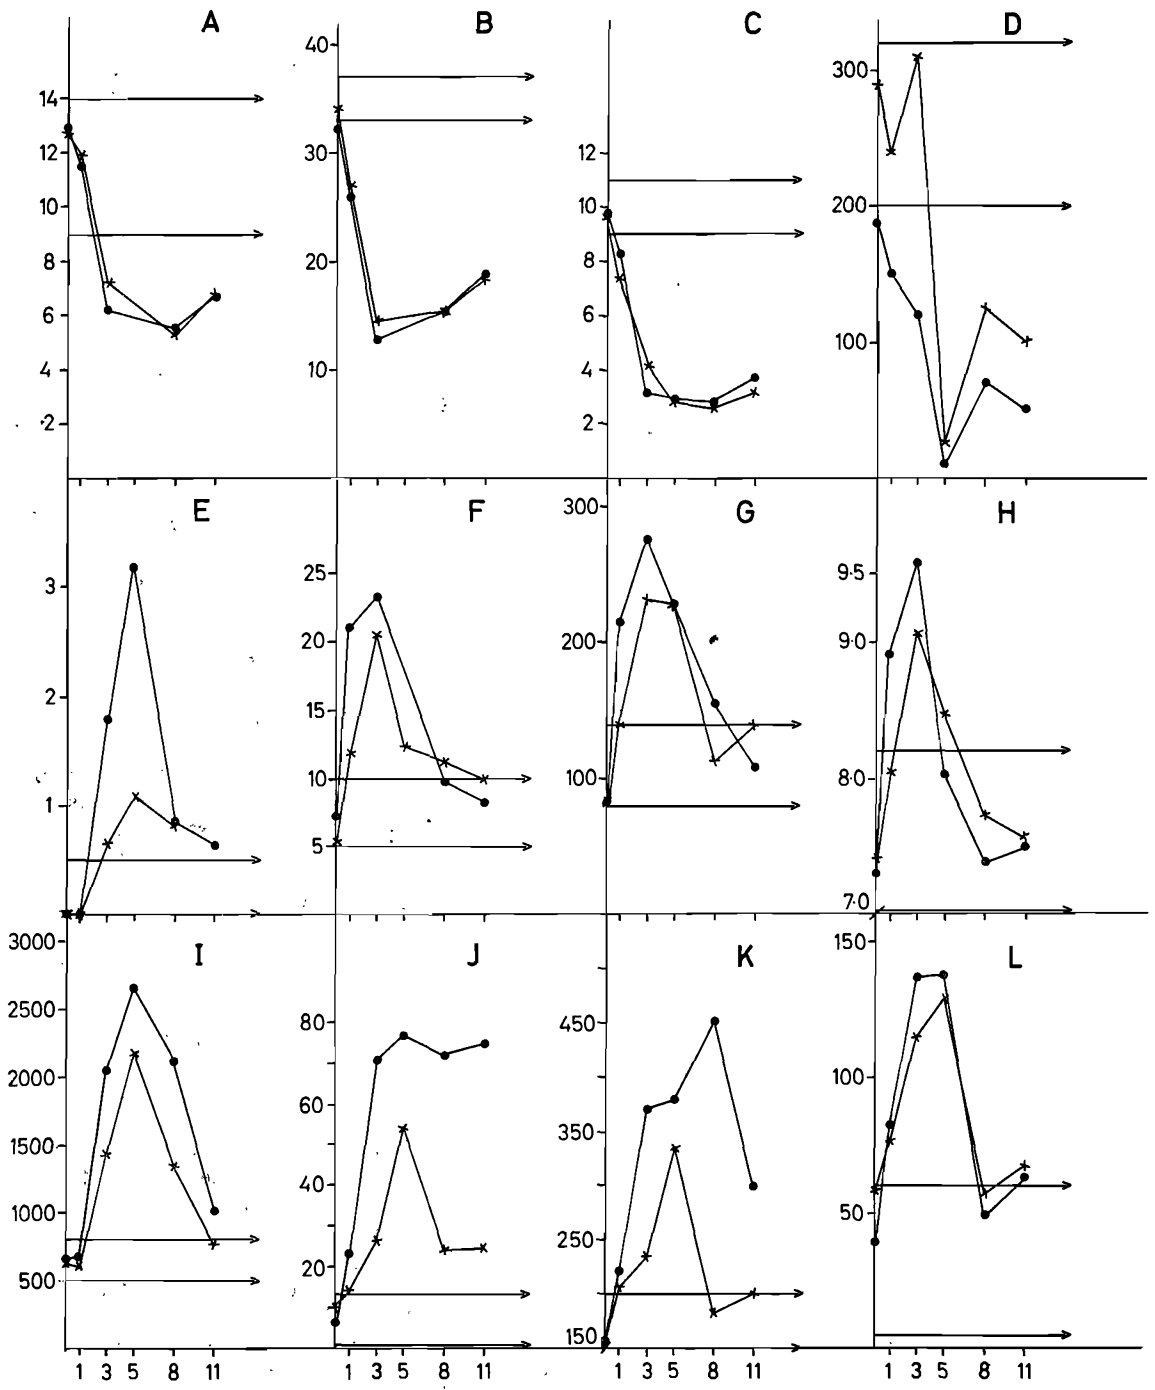 A B C D
14 12 10 8 6 4 2
40 30 20 10
12 10 8 6 4 2
300 200 100
E F G H
3 2 1
25 20 15 10 5
300 200 100
9·5 9·0 8·0 7·0
I J K L
3000 2500 2000 1500 1000 500
80 60 40 20
450 350 250 150
150 100 50
1 3 5 8 11 1 3 5 8 11 1 3 5 8 11 1 3 5 8 11